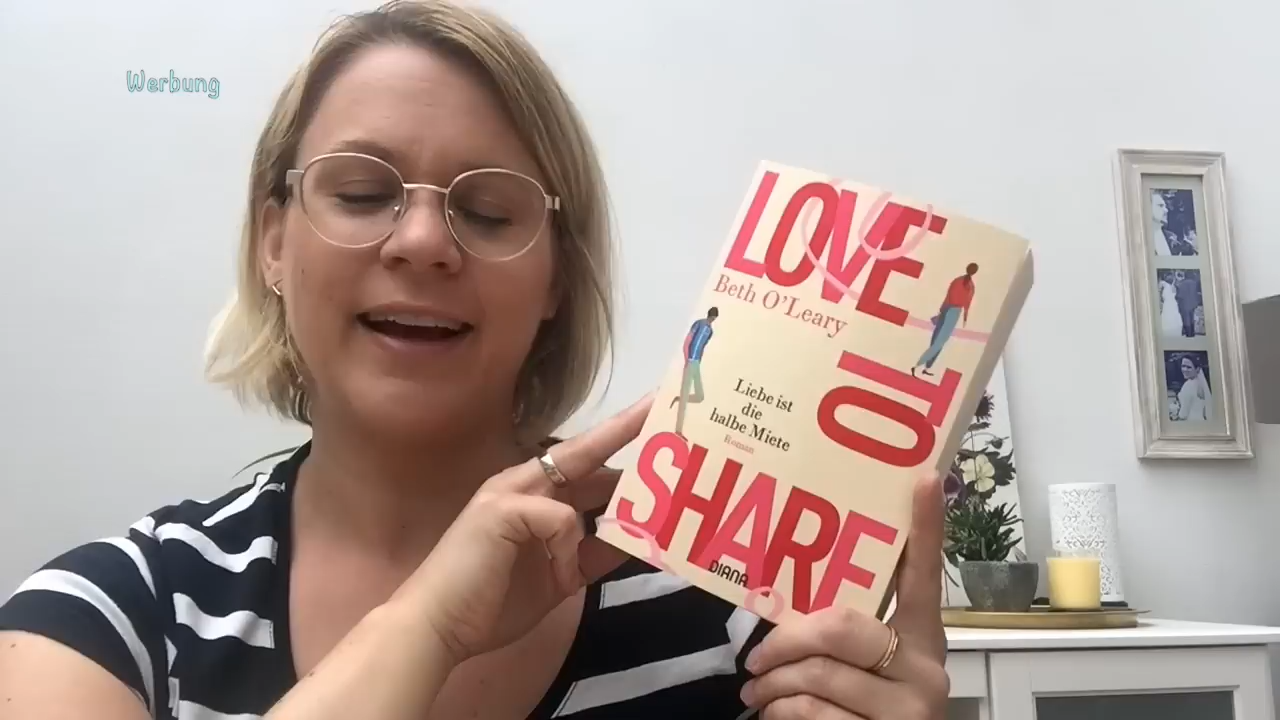 Werbung
LOVE
Beth O'Leary
TO
Liebe ist
die
halbe Miete
Roman
SHARE
DIANA